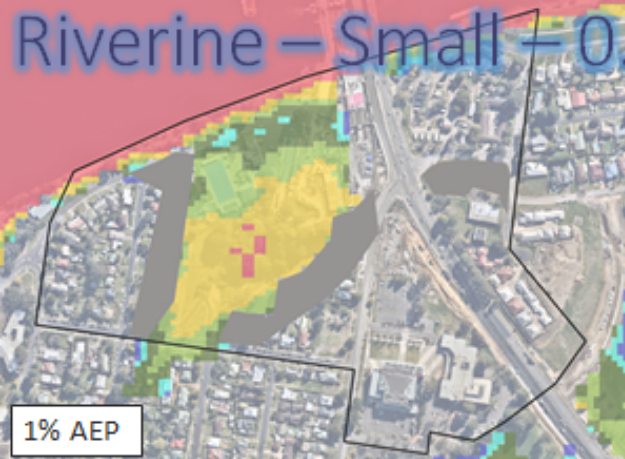 Riverine – Small – 0.
1% AEP